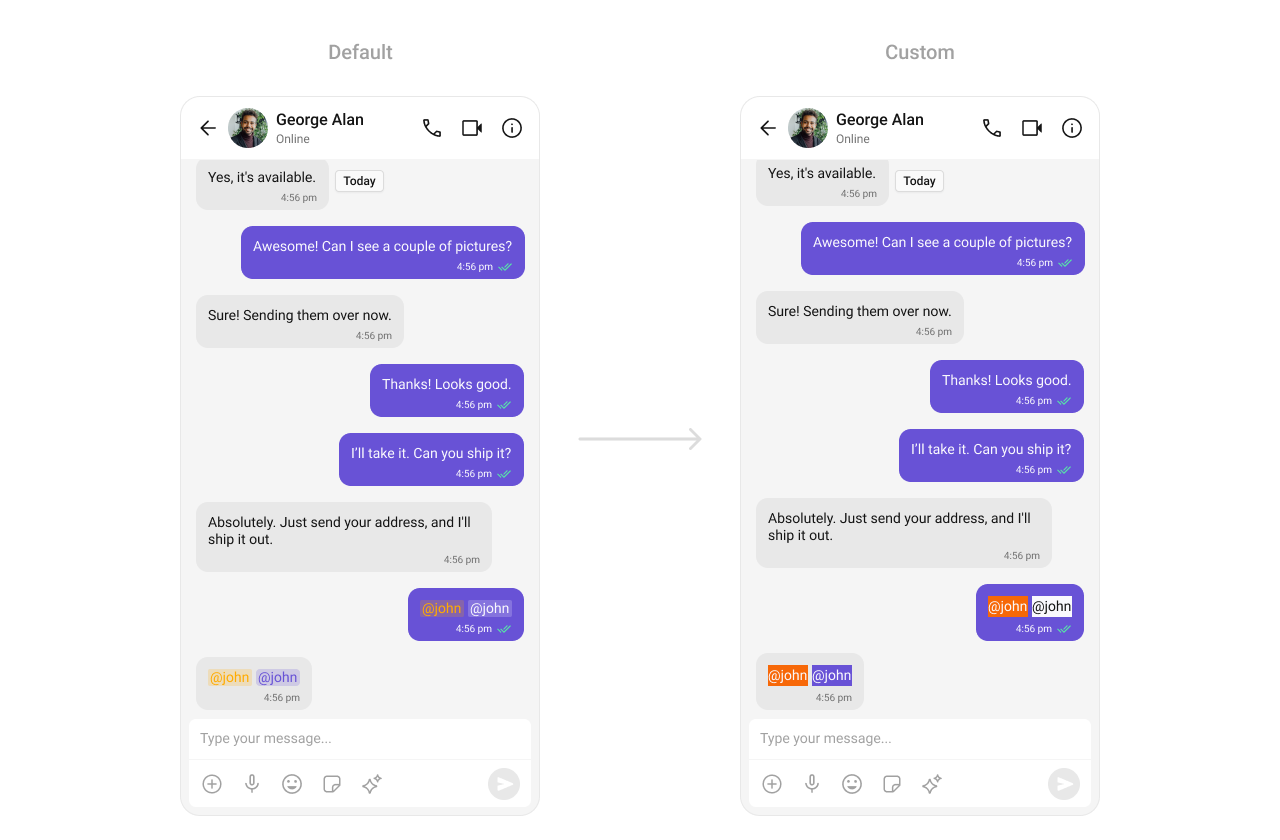 Default
George Alan
Online
Yes, it's available.
4:56 pm
Today
Awesome! Can I see a couple of pictures?
4:56 pm
Sure! Sending them over now.
4:56 pm
Thanks! Looks good.
4:56 pm
I’ll take it. Can you ship it?
4:56 pm
Absolutely. Just send your address, and I'll
ship it out.
4:56 pm
@john @john
4:56 pm
@john @john
4:56 pm
Type your message...
Custom
George Alan
Online
Yes, it's available.
4:56 pm
Today
Awesome! Can I see a couple of pictures?
4:56 pm
Sure! Sending them over now.
4:56 pm
Thanks! Looks good.
4:56 pm
I’ll take it. Can you ship it?
4:56 pm
Absolutely. Just send your address, and I'll
ship it out.
4:56 pm
@john @john
4:56 pm
@john @john
4:56 pm
Type your message...